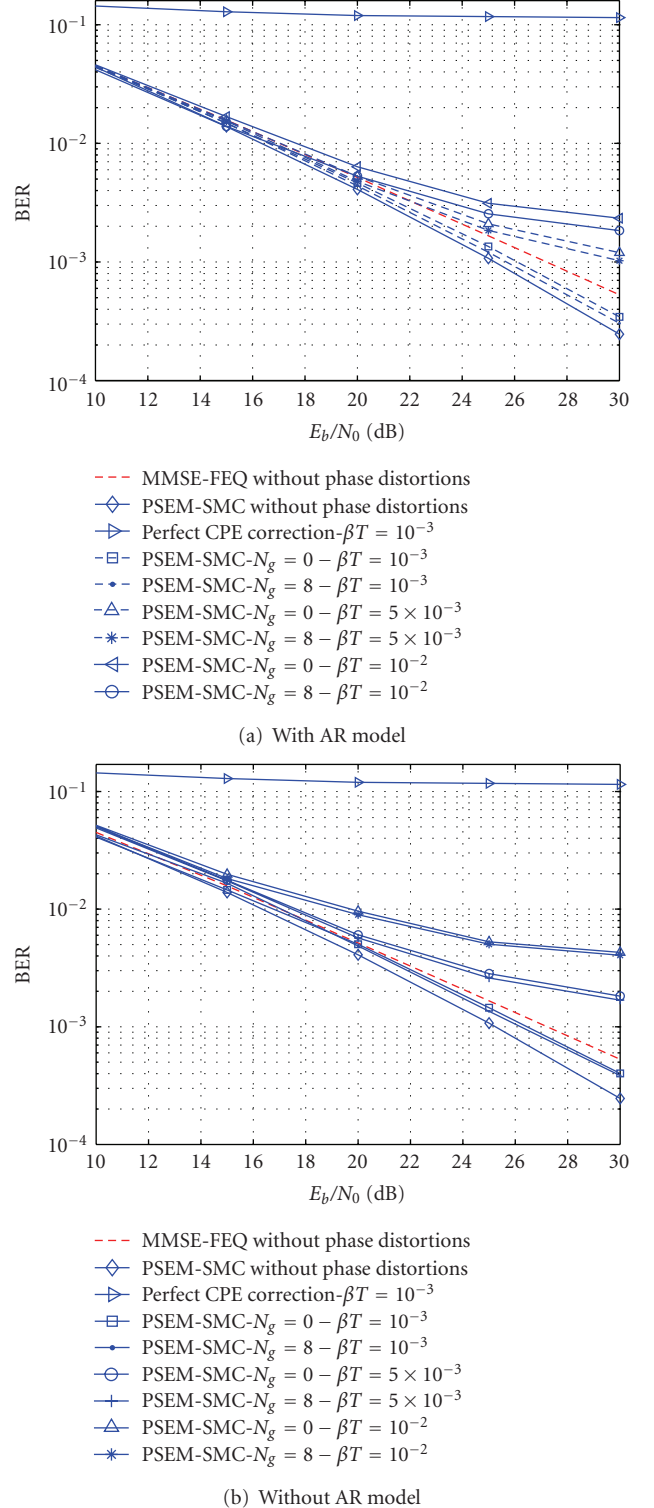 10⁻¹
10⁻²
10⁻³
10⁻⁴
BER
10 12 14 16 18 20 22 24 26 28 30
E_b/N_0 (dB)
MMSE-FEQ without phase distortions
PSEM-SMC without phase distortions
Perfect CPE correction-βT = 10⁻³
PSEM-SMC-N_g = 0 − βT = 10⁻³
PSEM-SMC-N_g = 8 − βT = 10⁻³
PSEM-SMC-N_g = 0 − βT = 5 × 10⁻³
PSEM-SMC-N_g = 8 − βT = 5 × 10⁻³
PSEM-SMC-N_g = 0 − βT = 10⁻²
PSEM-SMC-N_g = 8 − βT = 10⁻²
(a) With AR model
10⁻¹
10⁻²
10⁻³
10⁻⁴
BER
10 12 14 16 18 20 22 24 26 28 30
E_b/N_0 (dB)
MMSE-FEQ without phase distortions
PSEM-SMC without phase distortions
Perfect CPE correction-βT = 10⁻³
PSEM-SMC-N_g = 0 − βT = 10⁻³
PSEM-SMC-N_g = 8 − βT = 10⁻³
PSEM-SMC-N_g = 0 − βT = 5 × 10⁻³
PSEM-SMC-N_g = 8 − βT = 5 × 10⁻³
PSEM-SMC-N_g = 0 − βT = 10⁻²
PSEM-SMC-N_g = 8 − βT = 10⁻²
(b) Without AR model